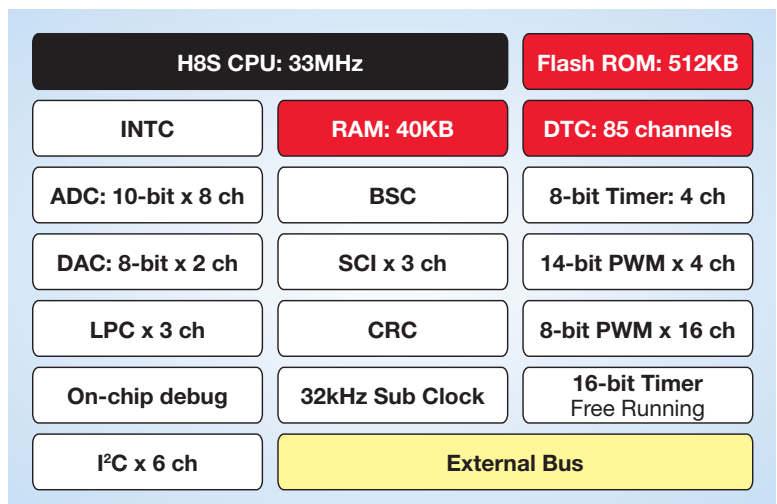 H8S CPU: 33MHz
Flash ROM: 512KB
INTC
RAM: 40KB
DTC: 85 channels
ADC: 10-bit x 8 ch
BSC
8-bit Timer: 4 ch
DAC: 8-bit x 2 ch
SCI x 3 ch
14-bit PWM x 4 ch
LPC x 3 ch
CRC
8-bit PWM x 16 ch
On-chip debug
32kHz Sub Clock
16-bit Timer
Free Running
I²C x 6 ch
External Bus